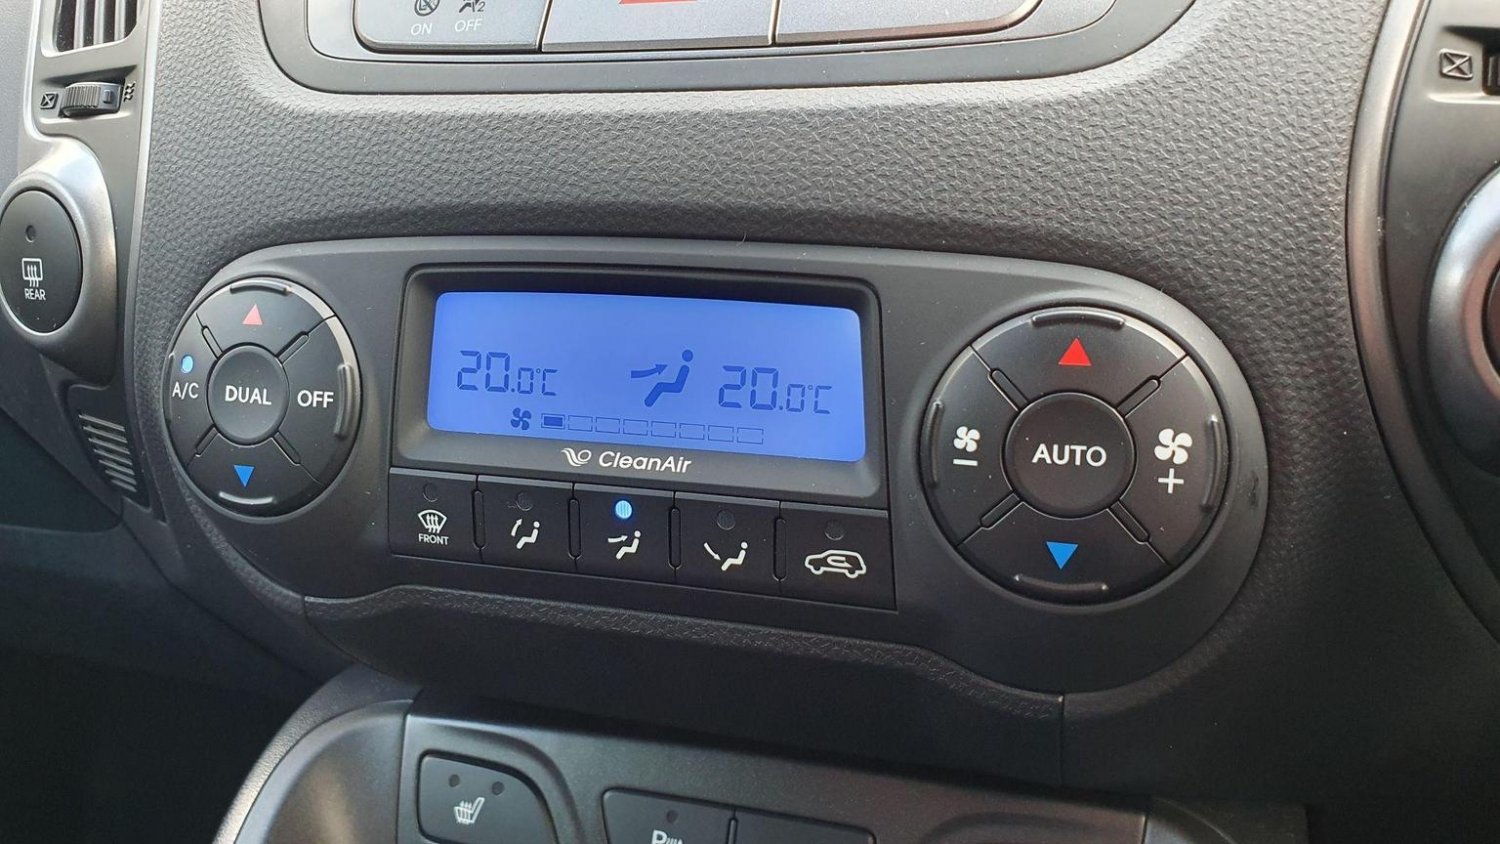 ON OFF
REAR
A/C DUAL OFF
20.0°C 20.0°C
CleanAir
FRONT
AUTO
P